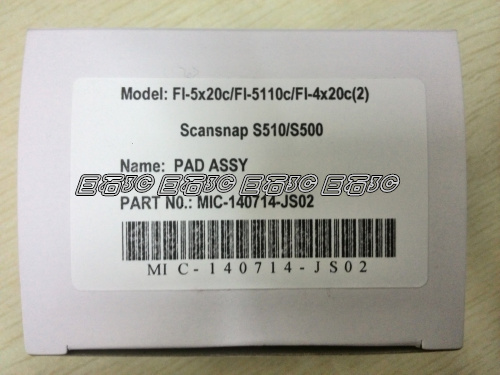 Model: FI-5x20c/FI-5110c/FI-4x20c(2)
Scansnap S510/S500
Name: PAD ASSY
PART N0.: MIC-140714-JS02
MIC-140714-JS02